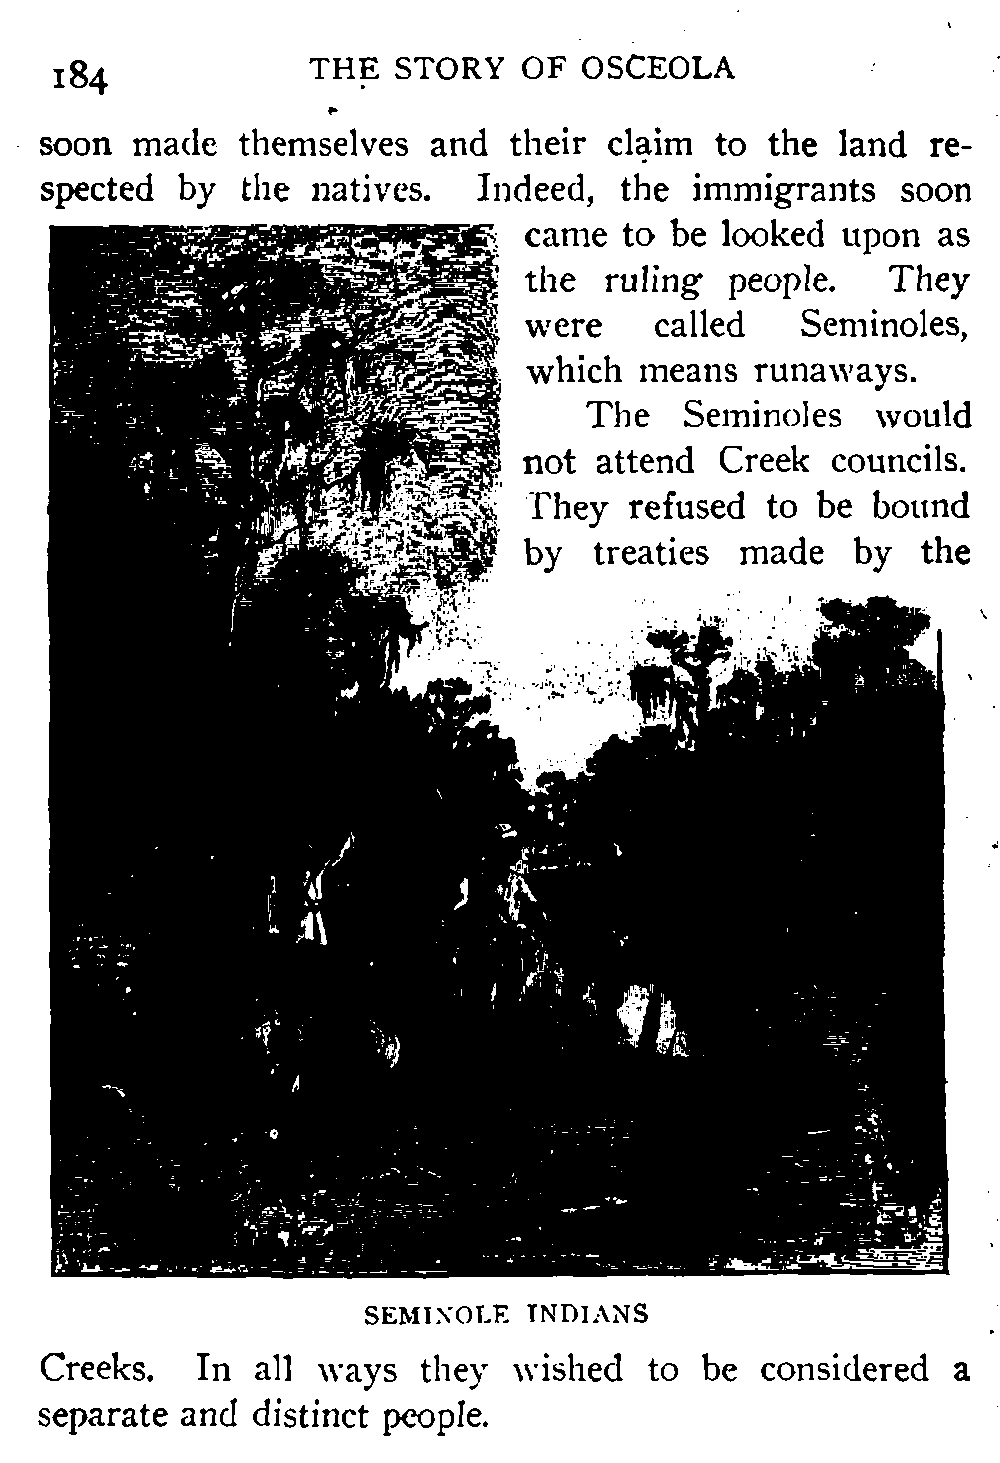 184 THE STORY OF OSCEOLA
soon made themselves and their claim to the land re-
spected by the natives. Indeed, the immigrants soon
came to be looked upon as
the ruling people. They
were called Seminoles,
which means runaways.
The Seminoles would
not attend Creek councils.
They refused to be bound
by treaties made by the
SEMINOLE INDIANS
Creeks. In all ways they wished to be considered a
separate and distinct people.